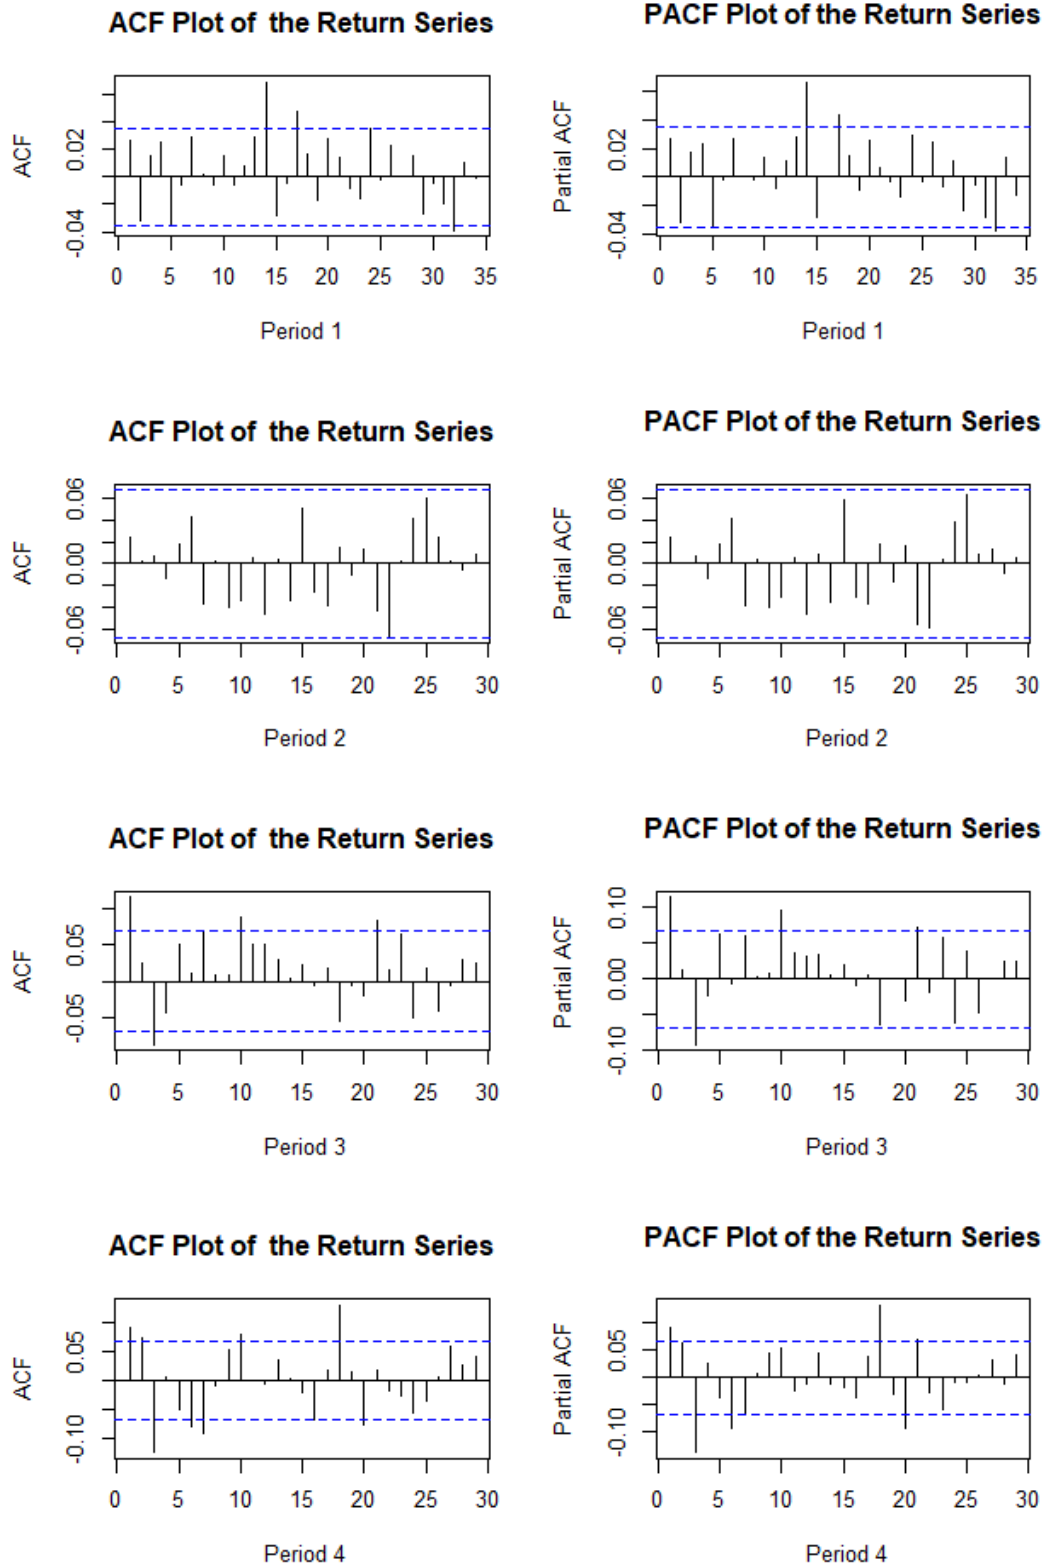 ACF Plot of the Return Series
PACF Plot of the Return Series
ACF
0.02
-0.04
0 5 10 15 20 25 30 35
Period 1
Partial ACF
0.02
-0.04
0 5 10 15 20 25 30 35
Period 1
ACF Plot of the Return Series
PACF Plot of the Return Series
ACF
0.06
0.00
-0.06
0 5 10 15 20 25 30
Period 2
Partial ACF
0.06
0.00
-0.06
0 5 10 15 20 25 30
Period 2
ACF Plot of the Return Series
PACF Plot of the Return Series
ACF
0.05
-0.05
0 5 10 15 20 25 30
Period 3
Partial ACF
0.10
0.00
-0.10
0 5 10 15 20 25 30
Period 3
ACF Plot of the Return Series
PACF Plot of the Return Series
ACF
0.05
-0.10
0 5 10 15 20 25 30
Period 4
Partial ACF
0.05
-0.10
0 5 10 15 20 25 30
Period 4